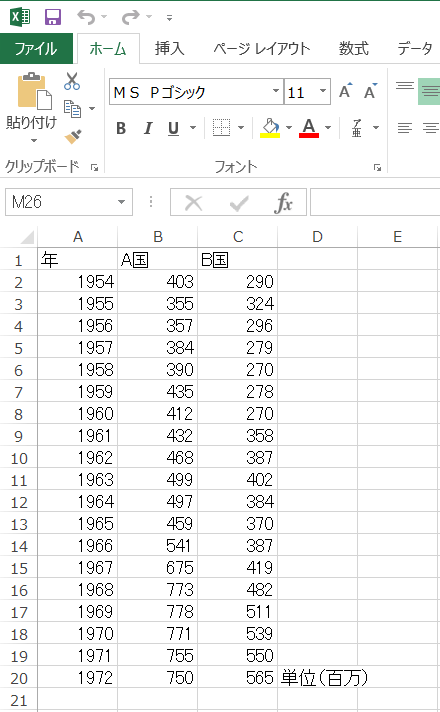 ファイル ホーム 挿入 ページ レイアウト 数式 データ
貼り付け
ＭＳ Ｐゴシック 11 A A
B I U A ア亜
クリップボード フォント
M26 fx
A B C D E
1 年 A国 B国
2 1954 403 290
3 1955 355 324
4 1956 357 296
5 1957 384 279
6 1958 390 270
7 1959 435 278
8 1960 412 270
9 1961 432 358
10 1962 468 387
11 1963 499 402
12 1964 497 384
13 1965 459 370
14 1966 541 387
15 1967 675 419
16 1968 773 482
17 1969 778 511
18 1970 771 539
19 1971 755 550
20 1972 750 565 単位(百万)
21